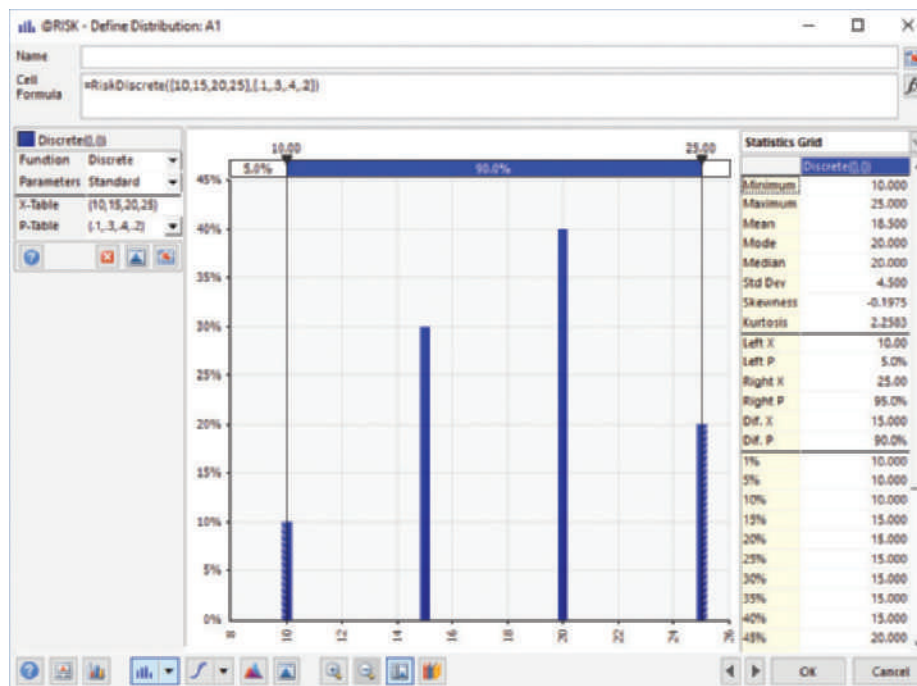 @RISK - Define Distribution: A1
Name
Cell
Formula
=RiskDiscrete({10,15,20,25},{.1,.3,.4,.2})
Discrete({},{})
Function Discrete
Parameters Standard
X-Table {10,15,20,25}
P-Table {.1,.3,.4,.2}
10.00 25.00
5.0% 90.0%
45%
40%
35%
30%
25%
20%
15%
10%
5%
0%
8 10 12 14 16 18 20 22 24 26
Statistics Grid
Discrete({},{})
Minimum 10.000
Maximum 25.000
Mean 18.500
Mode 20.000
Median 20.000
Std Dev 4.500
Skewness -0.1975
Kurtosis 2.2583
Left X 10.00
Left P 5.0%
Right X 25.00
Right P 95.0%
Dif. X 15.000
Dif. P 90.0%
1% 10.000
5% 10.000
10% 10.000
15% 15.000
20% 15.000
25% 15.000
30% 15.000
35% 15.000
40% 15.000
45% 20.000
OK Cancel